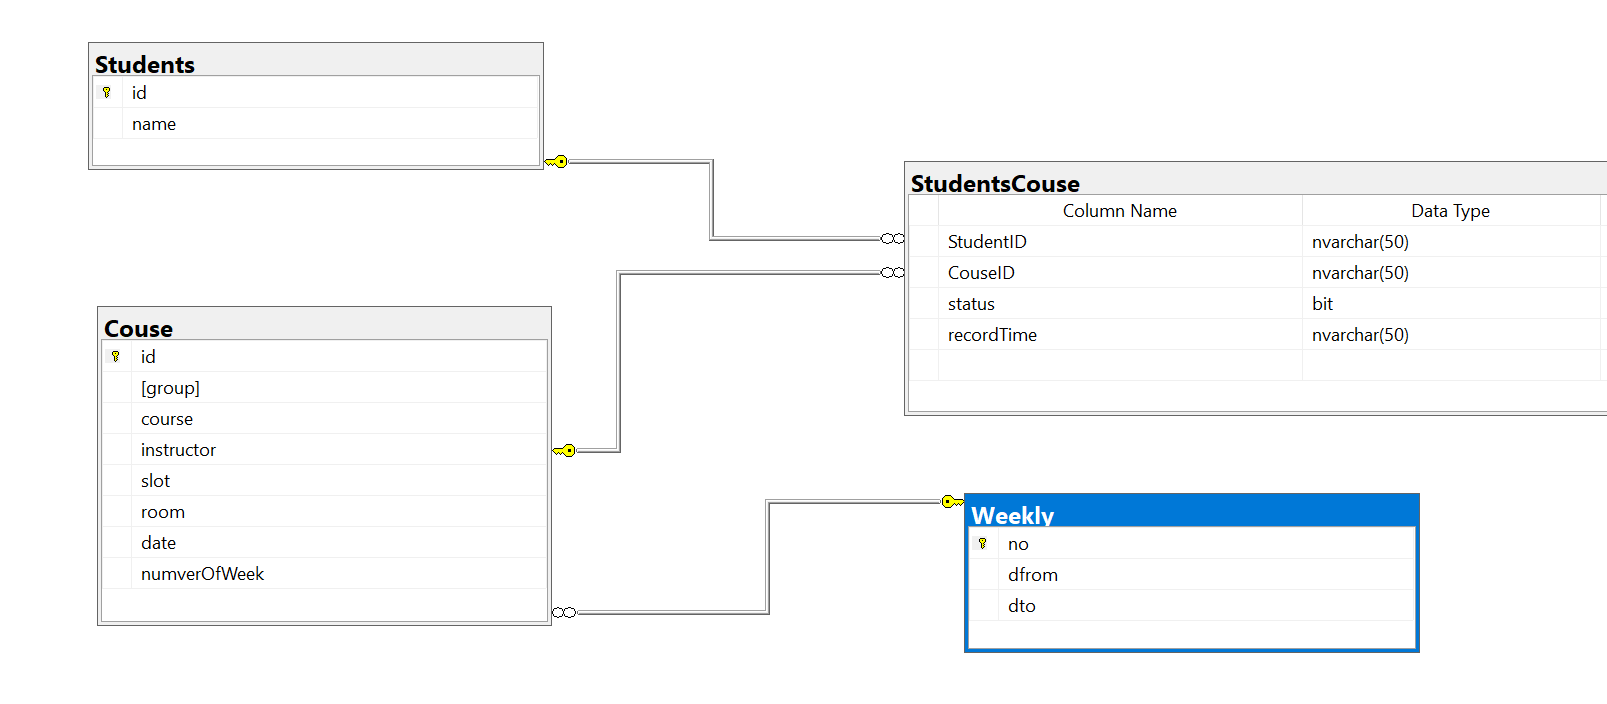 Students
id
name
StudentsCouse
Column Name Data Type
StudentID nvarchar(50)
CouseID nvarchar(50)
status bit
recordTime nvarchar(50)
Couse
id
[group]
course
instructor
slot
room
date
numverOfWeek
Weekly
no
dfrom
dto